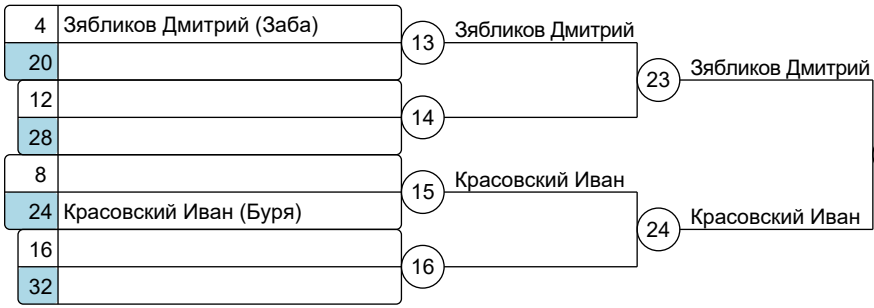 4 Зябликов Дмитрий (Заба)
13 Зябликов Дмитрий
20
23 Зябликов Дмитрий
12
14
28
8
15 Красовский Иван
24 Красовский Иван (Буря)
24 Красовский Иван
16
16
32